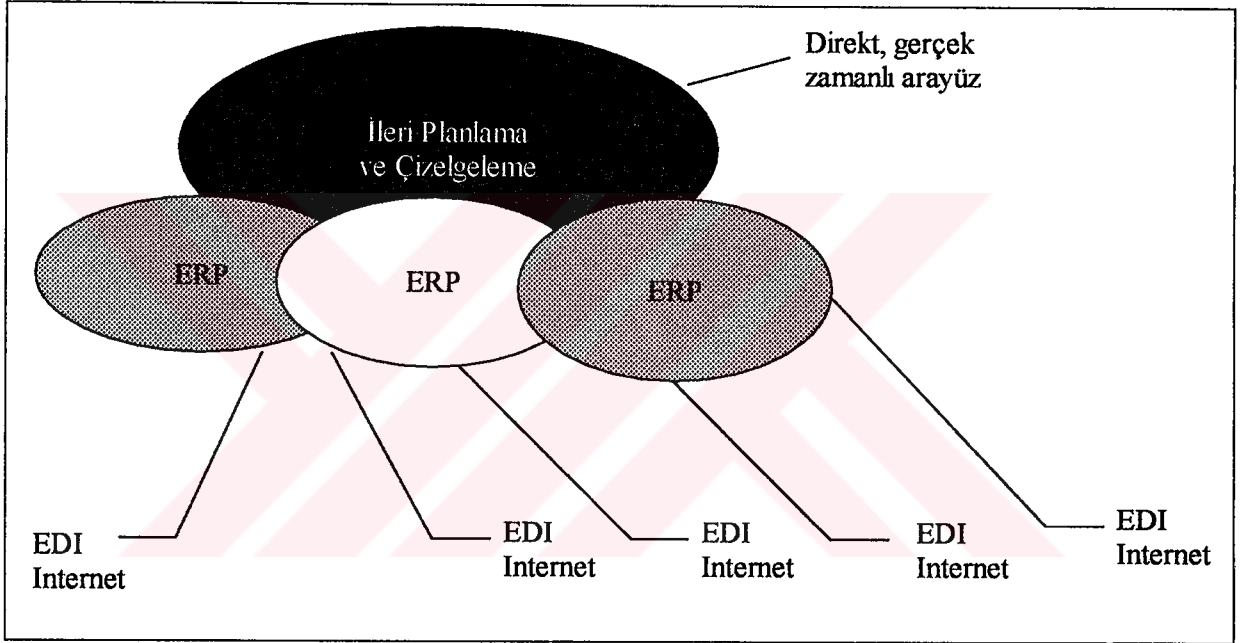 Direkt, gerçek
zamanlı arayüz
İleri Planlama
ve Çizelgeleme
ERP
ERP
ERP
EDI
Internet
EDI
Internet
EDI
Internet
EDI
Internet
EDI
Internet